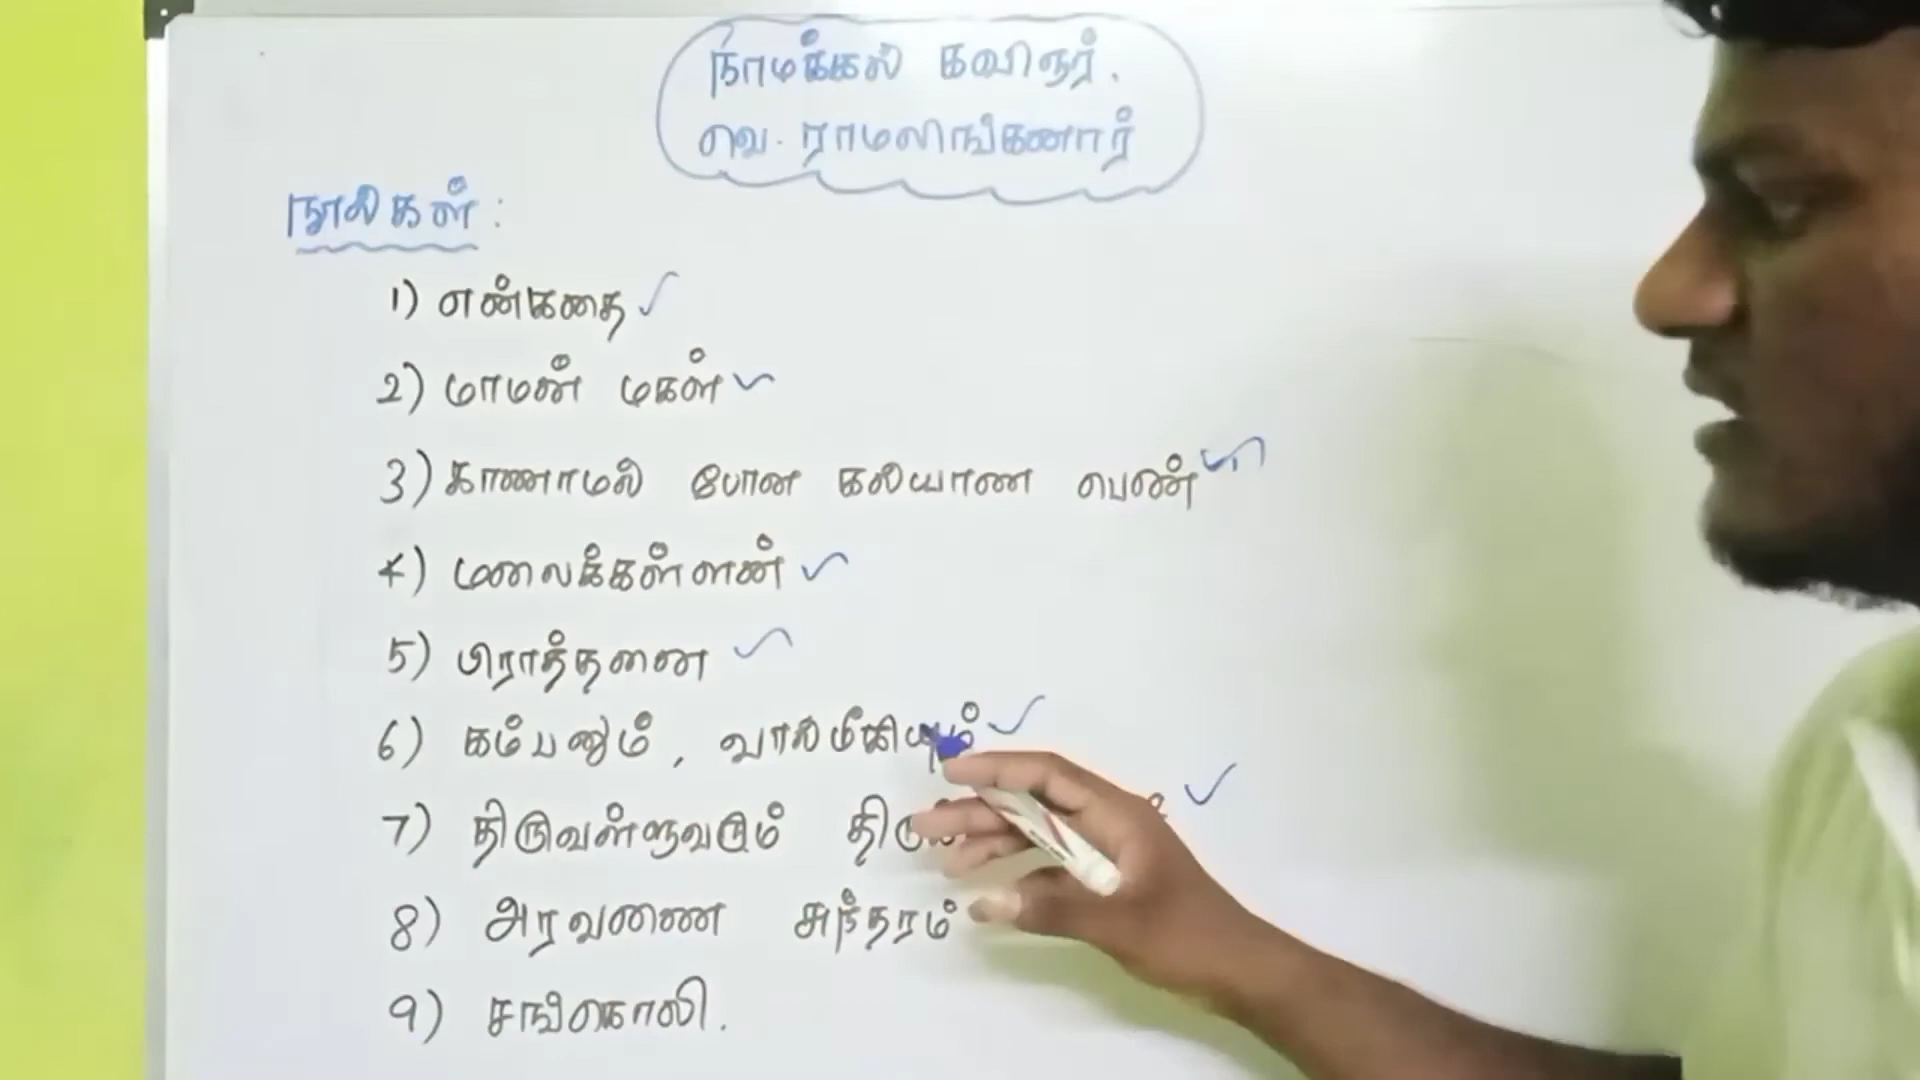 நாமக்கல் கவிஞர்.
வெ. ராமலிங்கனார்
நூல்கள் :
1) என்கதை
2) மாமன் மகள்
3) காணாமல் போன கல்யாண பெண்
4) மலைக்கள்ளன்
5) பிராத்தனை
6) கம்பனும் , வால்மீகியும்
7) திருவள்ளுவரும்
8) அரவணை சுந்தரம்
9) சங்கொலி.